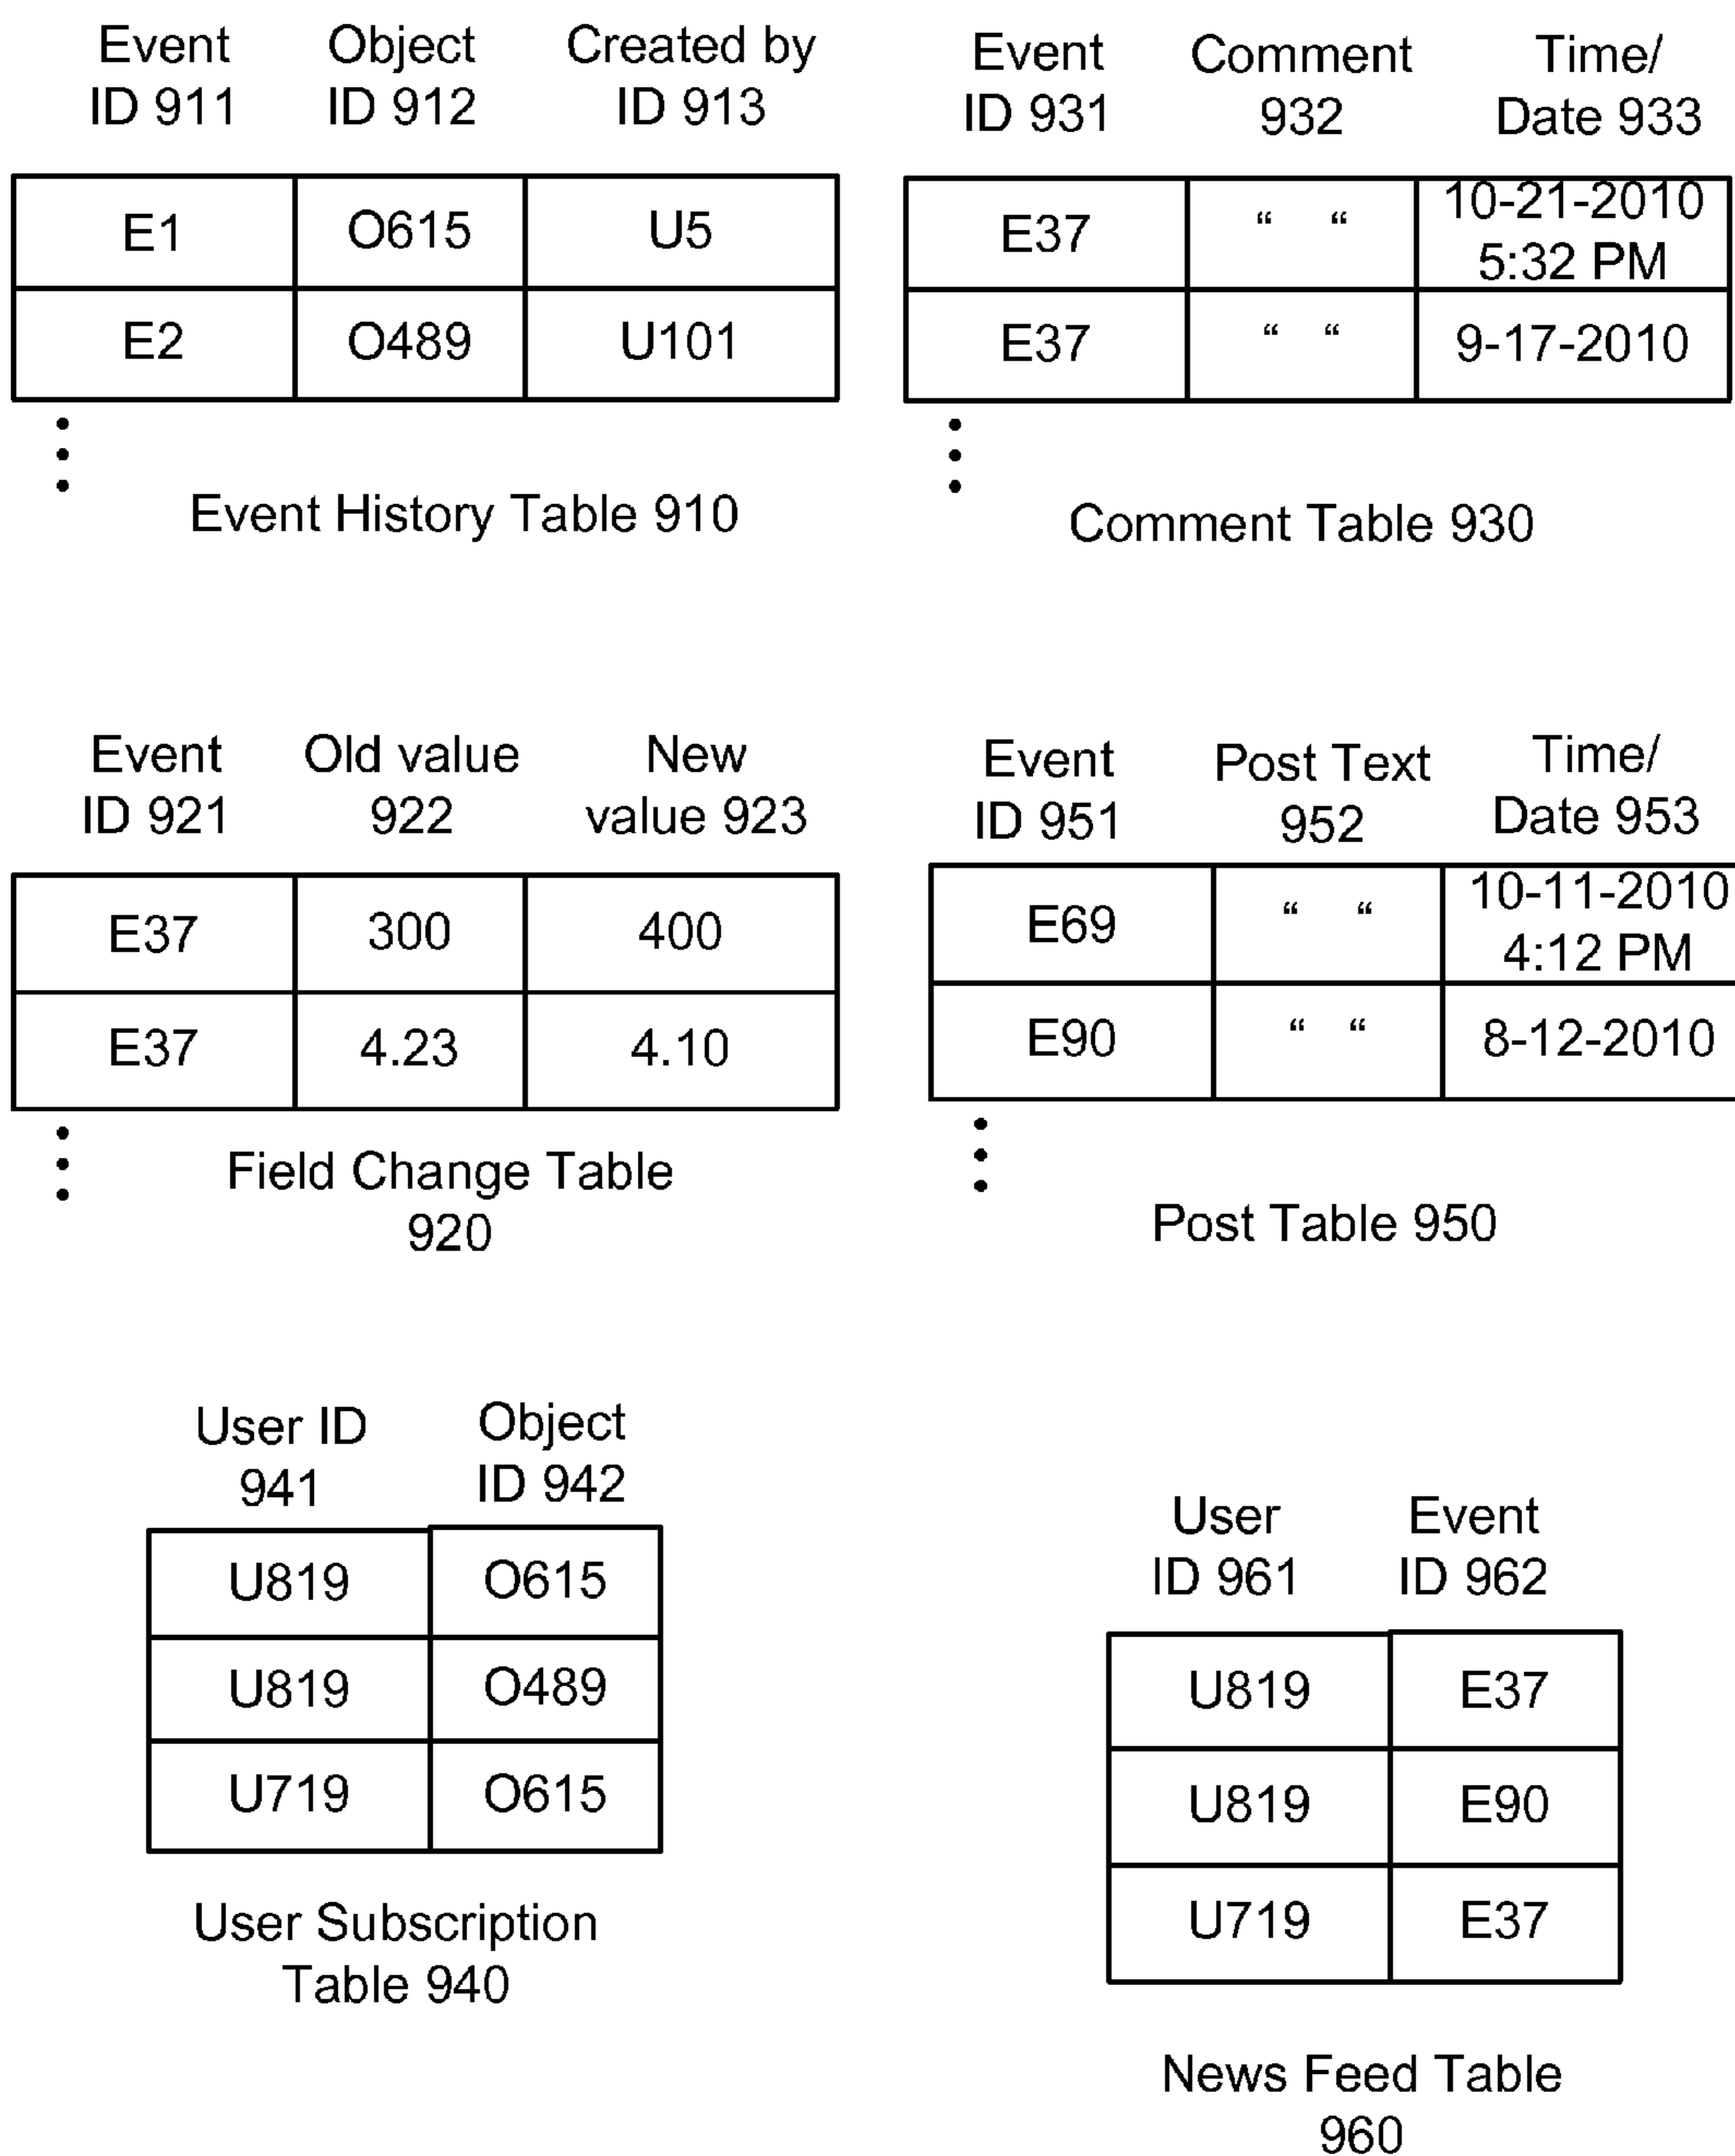 Event Object Created by
ID 911 ID 912 ID 913
E1 O615 U5
E2 O489 U101
Event History Table 910
Event Comment Time/
ID 931 932 Date 933
E37 “ “ 10-21-2010
5:32 PM
E37 “ “ 9-17-2010
Comment Table 930
Event Old value New
ID 921 922 value 923
E37 300 400
E37 4.23 4.10
Field Change Table
920
Event Post Text Time/
ID 951 952 Date 953
E69 “ “ 10-11-2010
4:12 PM
E90 “ “ 8-12-2010
Post Table 950
User ID Object
941 ID 942
U819 O615
U819 O489
U719 O615
User Subscription
Table 940
User Event
ID 961 ID 962
U819 E37
U819 E90
U719 E37
News Feed Table
960